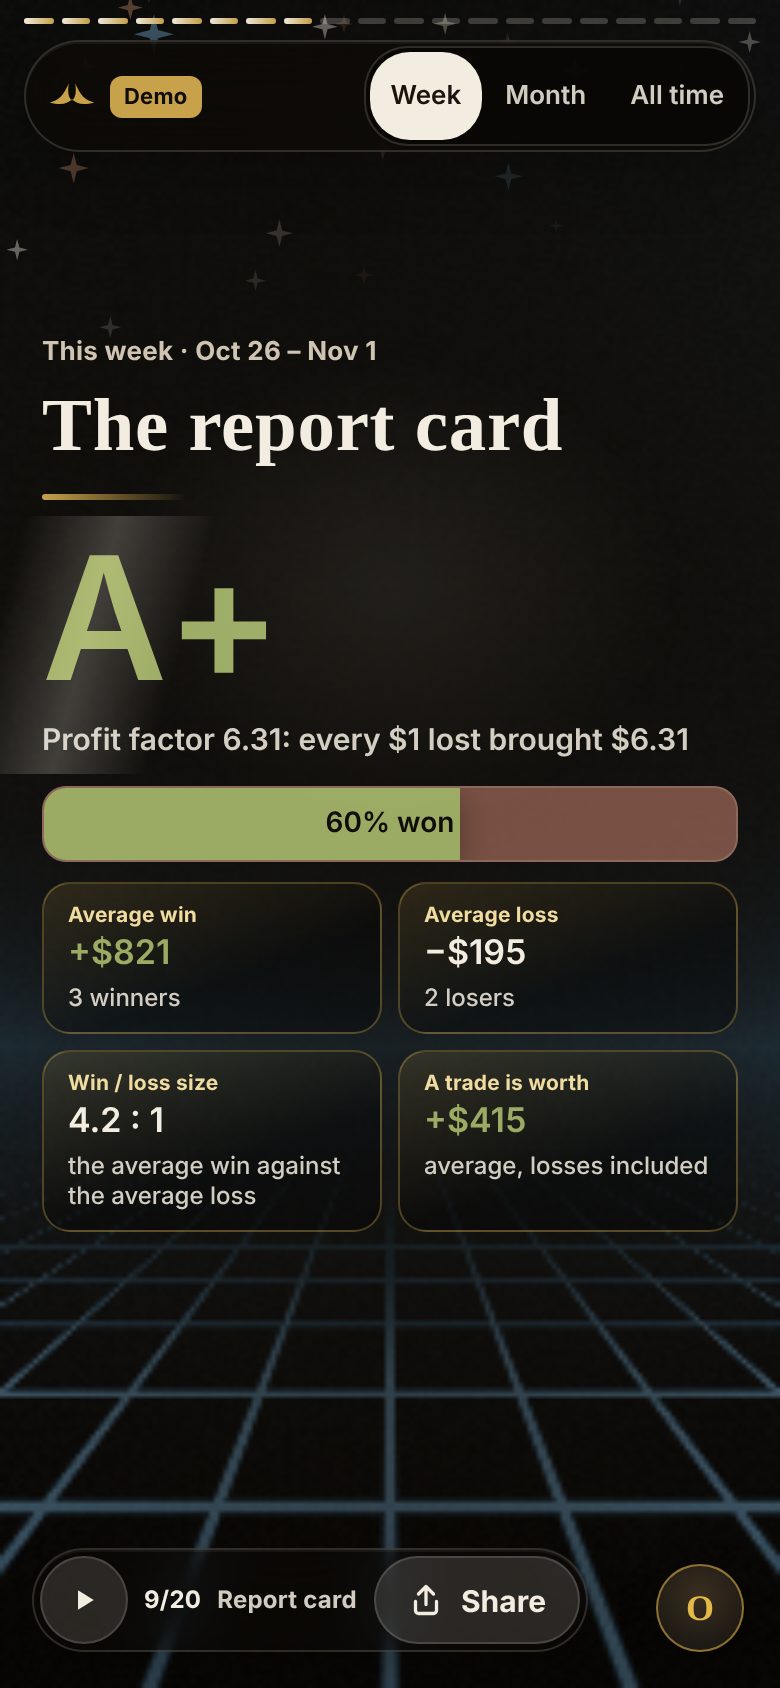 Demo
Week Month All time
This week · Oct 26 – Nov 1
The report card
A+
Profit factor 6.31: every $1 lost brought $6.31
60% won
Average win
+$821
3 winners
Average loss
−$195
2 losers
Win / loss size
4.2 : 1
the average win against
the average loss
A trade is worth
+$415
average, losses included
9/20 Report card
Share
O